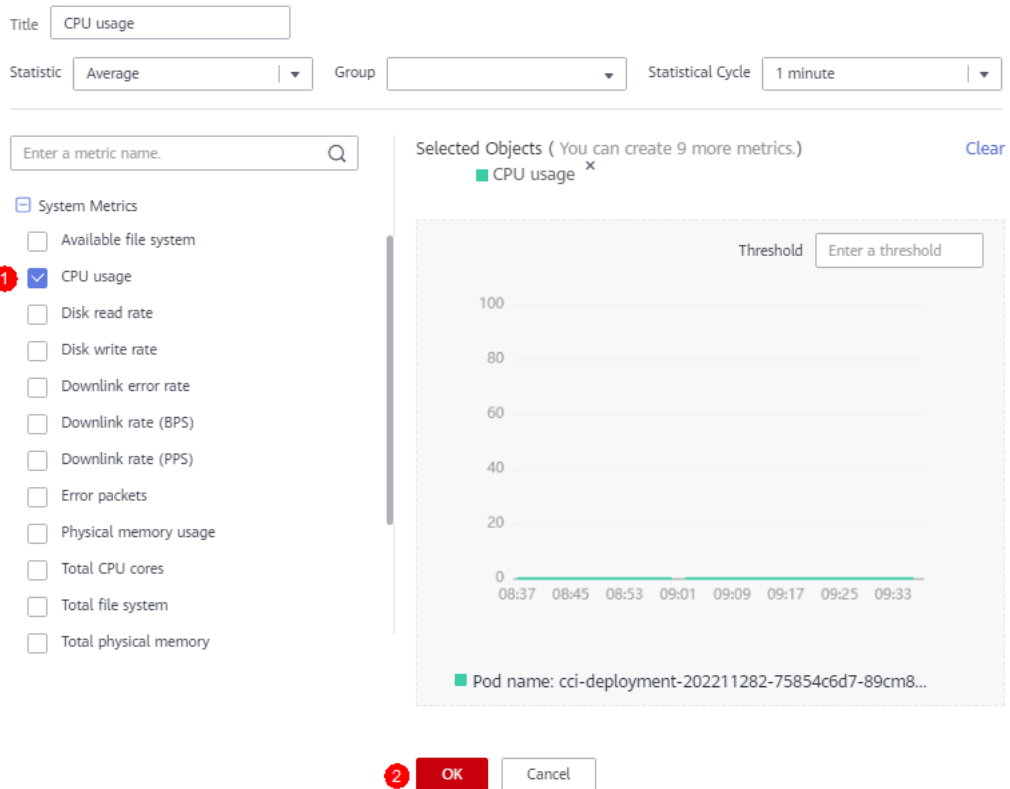 Title CPU usage
Statistic Average Group Statistical Cycle 1 minute
Enter a metric name.
System Metrics
Available file system
1 CPU usage
Disk read rate
Disk write rate
Downlink error rate
Downlink rate (BPS)
Downlink rate (PPS)
Error packets
Physical memory usage
Total CPU cores
Total file system
Total physical memory
Selected Objects ( You can create 9 more metrics.) Clear
CPU usage ×
Threshold Enter a threshold
100
80
60
40
20
0
08:37 08:45 08:53 09:01 09:09 09:17 09:25 09:33
Pod name: cci-deployment-202211282-75854c6d7-89cm8...
2 OK Cancel